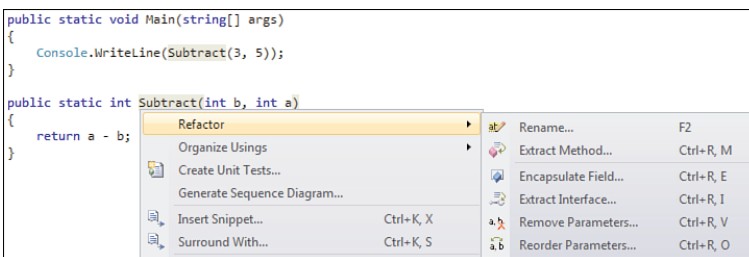 public static void Main(string[] args)
{
    Console.WriteLine(Subtract(3, 5));
}
public static int Subtract(int b, int a)
{
    return a - b;
}
Refactor
Organize Usings
Create Unit Tests...
Generate Sequence Diagram...
Insert Snippet... Ctrl+K, X
Surround With... Ctrl+K, S
ab Rename... F2
Extract Method... Ctrl+R, M
Encapsulate Field... Ctrl+R, E
Extract Interface... Ctrl+R, I
a,b Remove Parameters... Ctrl+R, V
a,b Reorder Parameters... Ctrl+R, O